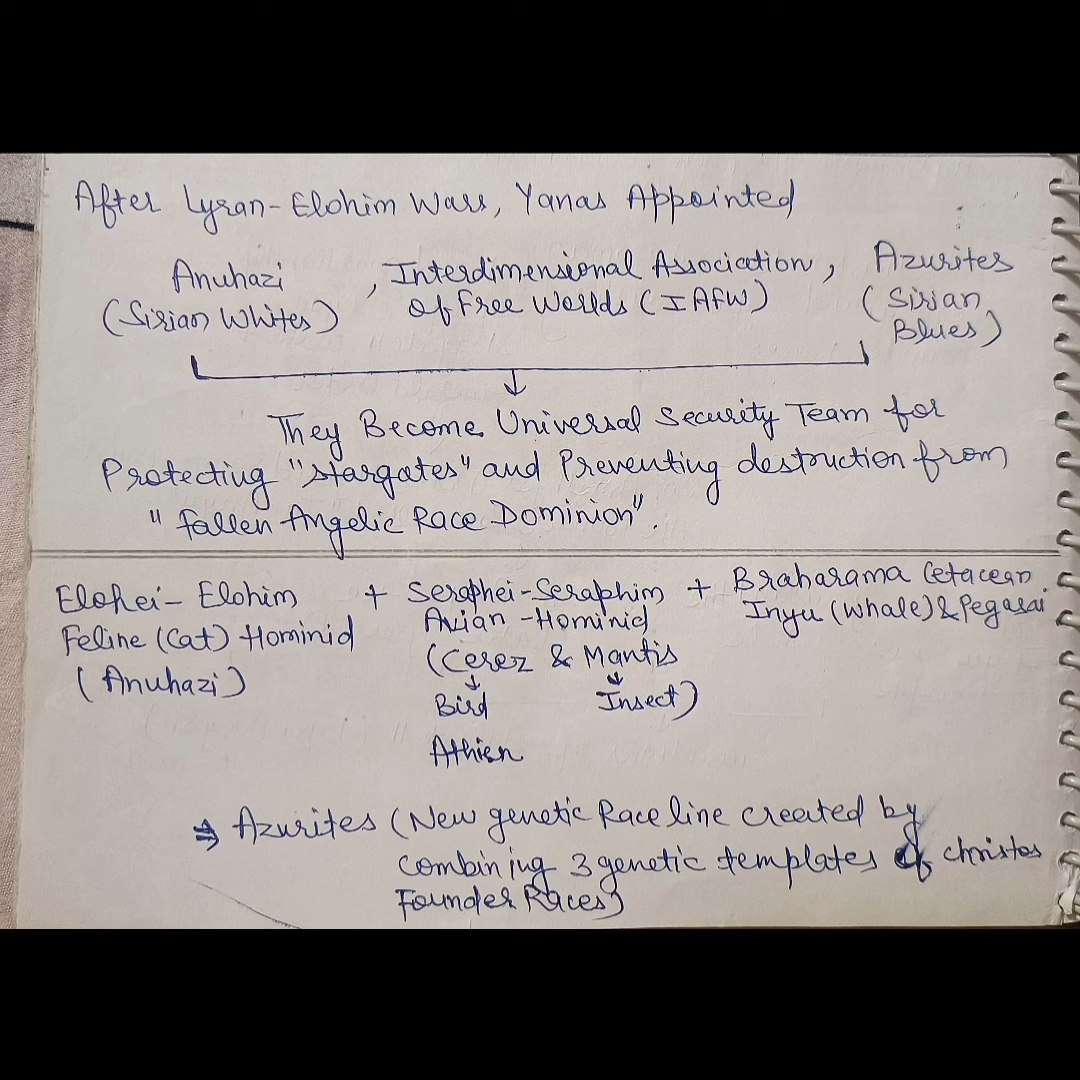 After Lyran-Elohim Wars, Yanas Appointed
Anuhazi , Interdimensional Association , Azurites
(Sirian Whites) of Free Worlds (IAFW) (Sirian
Blues)
They Become Universal Security Team for
Protecting "stargates" and Preventing destruction from
"fallen Angelic Race Dominion".
Elohei-Elohim + Seraphei-Seraphim + Braharama Cetacean
Feline (Cat) Hominid Avian-Hominid Inyu (Whale) & Pegasai
(Anuhazi) (Cerez & Mantis
↓ ↓
Bird Insect)
Athien
⇒ Azurites (New genetic Race line created by
combining 3 genetic templates of christos
Founder Races)